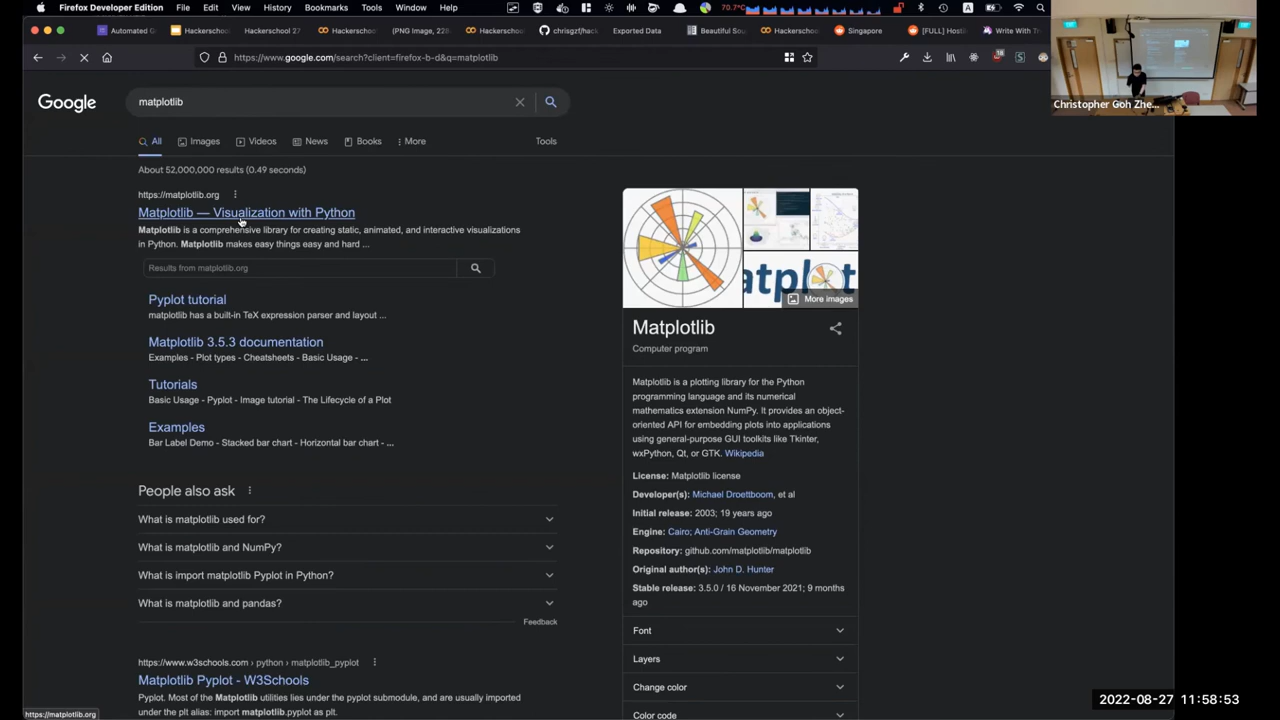 Firefox Developer Edition File Edit View History Bookmarks Tools Window Help 70.7°C
Automated G Hackerschoo Hackerschool 27 Hackerschoo (PNG Image, 22 Hackerschoo chrisgzf/hac Exported Data Beautiful Sou Hackerschoo Singapore [FULL] Hosti Write With Tr
https://www.google.com/search?client=firefox-b-d&q=matplotlib
Christopher Goh Zhe...
Google
matplotlib
All Images Videos News Books More Tools
About 52,000,000 results (0.49 seconds)
https://matplotlib.org
Matplotlib — Visualization with Python
Matplotlib is a comprehensive library for creating static, animated, and interactive visualizations
in Python. Matplotlib makes easy things easy and hard ...
Results from matplotlib.org
Pyplot tutorial
matplotlib has a built-in TeX expression parser and layout ...
Matplotlib 3.5.3 documentation
Examples - Plot types - Cheatsheets - Basic Usage - ...
Tutorials
Basic Usage - Pyplot - Image tutorial - The Lifecycle of a Plot
Examples
Bar Label Demo - Stacked bar chart - Horizontal bar chart - ...
People also ask
What is matplotlib used for?
What is matplotlib and NumPy?
What is import matplotlib Pyplot in Python?
What is matplotlib and pandas?
Feedback
https://www.w3schools.com › python › matplotlib_pyplot
Matplotlib Pyplot - W3Schools
Pyplot. Most of the Matplotlib utilities lies under the pyplot submodule, and are usually imported
under the plt alias: import matplotlib.pyplot as plt.
https://matplotlib.org
atplotlib
More images
Matplotlib
Computer program
Matplotlib is a plotting library for the Python
programming language and its numerical
mathematics extension NumPy. It provides an object-
oriented API for embedding plots into applications
using general-purpose GUI toolkits like Tkinter,
wxPython, Qt, or GTK. Wikipedia
License: Matplotlib license
Developer(s): Michael Droettboom, et al
Initial release: 2003; 19 years ago
Engine: Cairo; Anti-Grain Geometry
Repository: github.com/matplotlib/matplotlib
Original author(s): John D. Hunter
Stable release: 3.5.0 / 16 November 2021; 9 months
ago
Font
Layers
Change color
Color code
2022-08-27 11:58:53